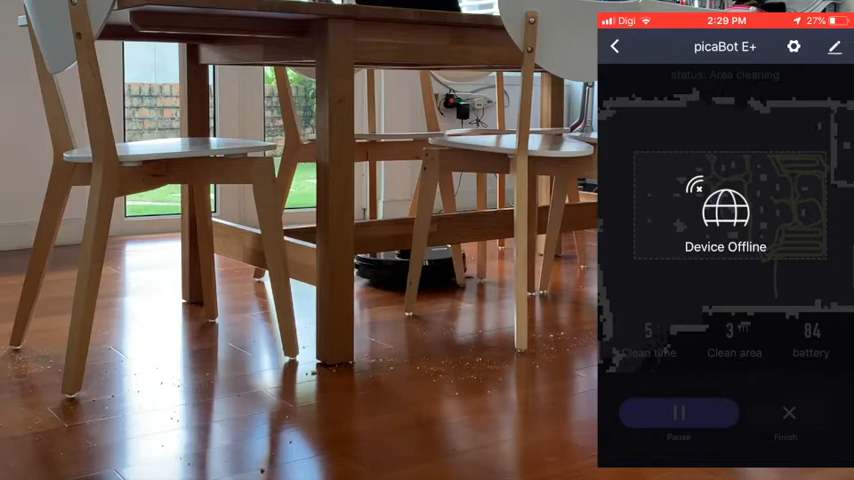 Digi 2:29 PM 27%
picaBot E+
status: Area cleaning
Device Offline
5 3 m 84
Clean time Clean area battery
Pause Finish